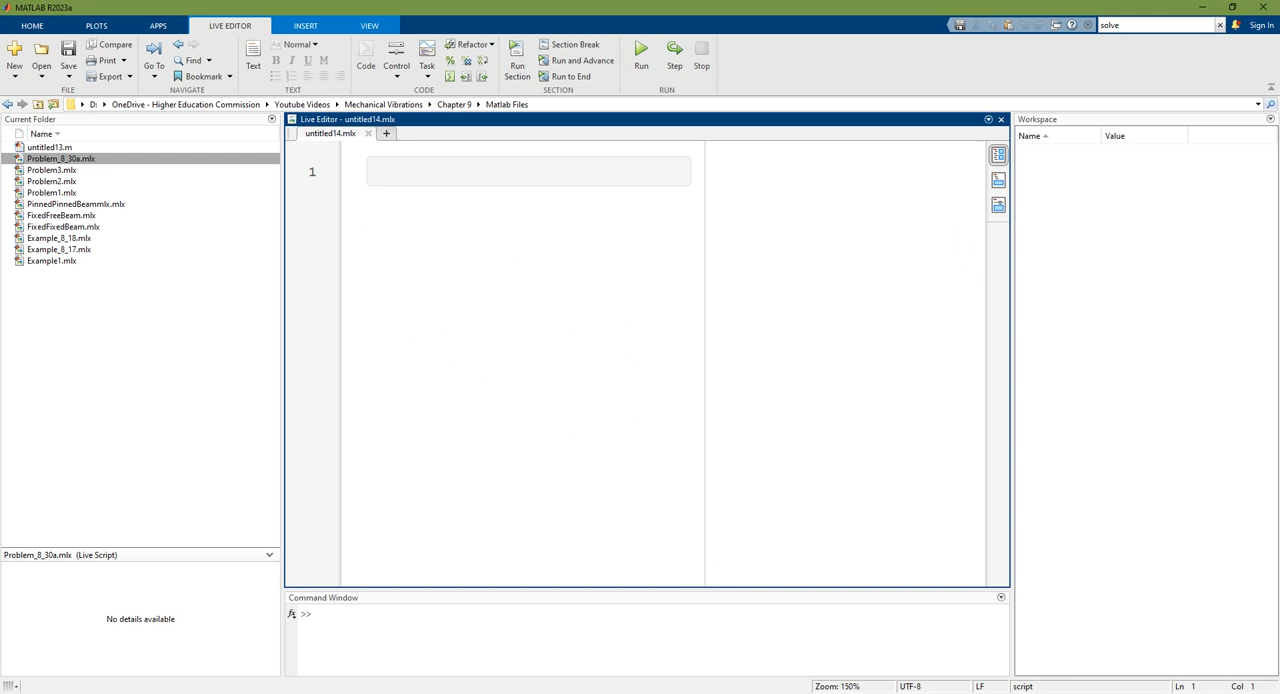 MATLAB R2023a
HOME PLOTS APPS LIVE EDITOR INSERT VIEW solve Sign In
New Open Save Compare Print Export
FILE
Go To Find Bookmark
NAVIGATE
Text Normal B I U M
TEXT
Code Control Task Refactor
CODE
Run Section Section Break Run and Advance Run to End
SECTION
Run Step Stop
RUN
D: OneDrive - Higher Education Commission Youtube Videos Mechanical Vibrations Chapter 9 Matlab Files
Current Folder
Name
untitled13.m
Problem_8_30a.mlx
Problem3.mlx
Problem2.mlx
Problem1.mlx
PinnedPinnedBeammlx.mlx
FixedFreeBeam.mlx
FixedFixedBeam.mlx
Example_8_18.mlx
Example_8_17.mlx
Example1.mlx
Problem_8_30a.mlx (Live Script)
No details available
Live Editor - untitled14.mlx
untitled14.mlx +
1
Command Window
fx >>
Workspace
Name Value
Zoom: 150% UTF-8 LF script Ln 1 Col 1